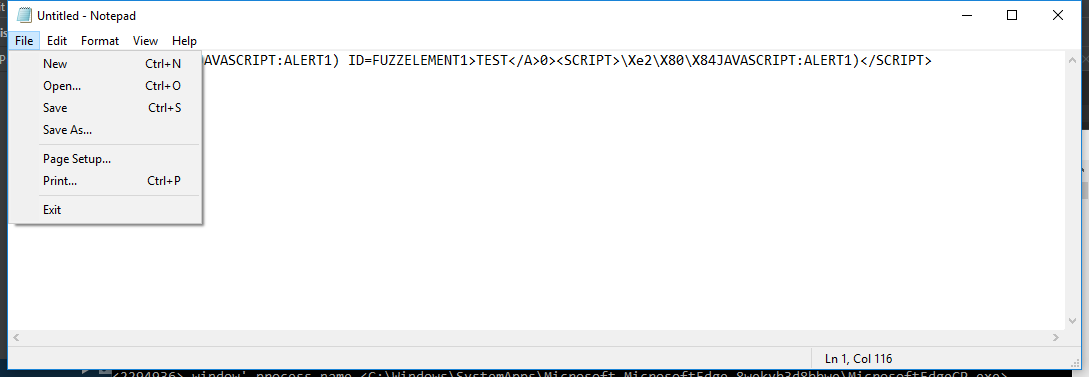 Untitled - Notepad
File Edit Format View Help
AVASCRIPT:ALERT1) ID=FUZZELEMENT1>TEST</A>0><SCRIPT>\Xe2\X80\X84JAVASCRIPT:ALERT1)</SCRIPT>
New Ctrl+N
Open... Ctrl+O
Save Ctrl+S
Save As...
Page Setup...
Print... Ctrl+P
Exit
Ln 1, Col 116
<2294936> window' process name <C:\Windows\SystemApps\Microsoft.MicrosoftEdge_8wekyb3d8bbwe\MicrosoftEdgeCP.exe>